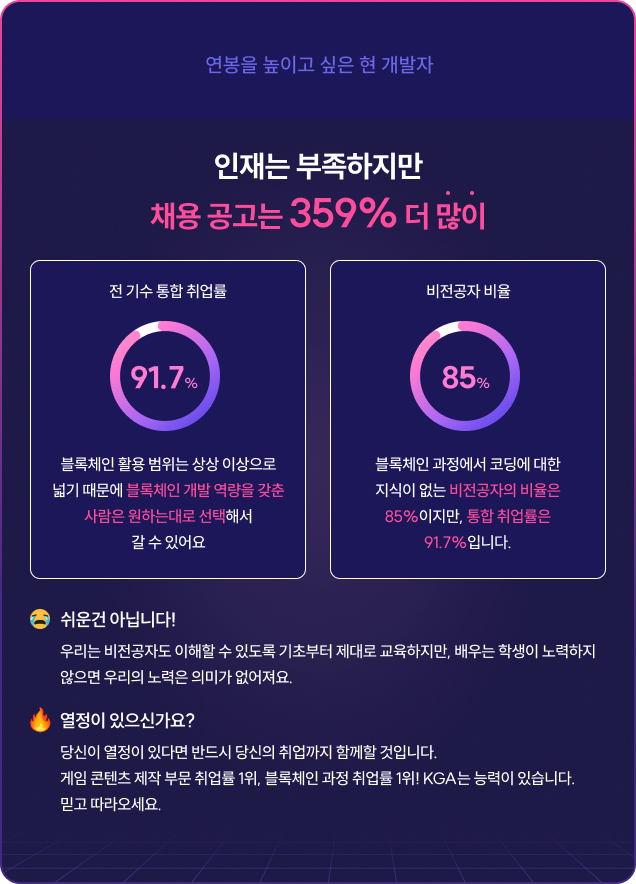 연봉을 높이고 싶은 현 개발자
인재는 부족하지만
채용 공고는 359% 더 많이
전 기수 통합 취업률
91.7%
블록체인 활용 범위는 상상 이상으로
넓기 때문에 블록체인 개발 역량을 갖춘
사람은 원하는대로 선택해서
갈 수 있어요
비전공자 비율
85%
블록체인 과정에서 코딩에 대한
지식이 없는 비전공자의 비율은
85%이지만, 통합 취업률은
91.7%입니다.
쉬운건 아닙니다!
우리는 비전공자도 이해할 수 있도록 기초부터 제대로 교육하지만, 배우는 학생이 노력하지
않으면 우리의 노력은 의미가 없어져요.
열정이 있으신가요?
당신이 열정이 있다면 반드시 당신의 취업까지 함께할 것입니다.
게임 콘텐츠 제작 부문 취업률 1위, 블록체인 과정 취업률 1위! KGA는 능력이 있습니다.
믿고 따라오세요.